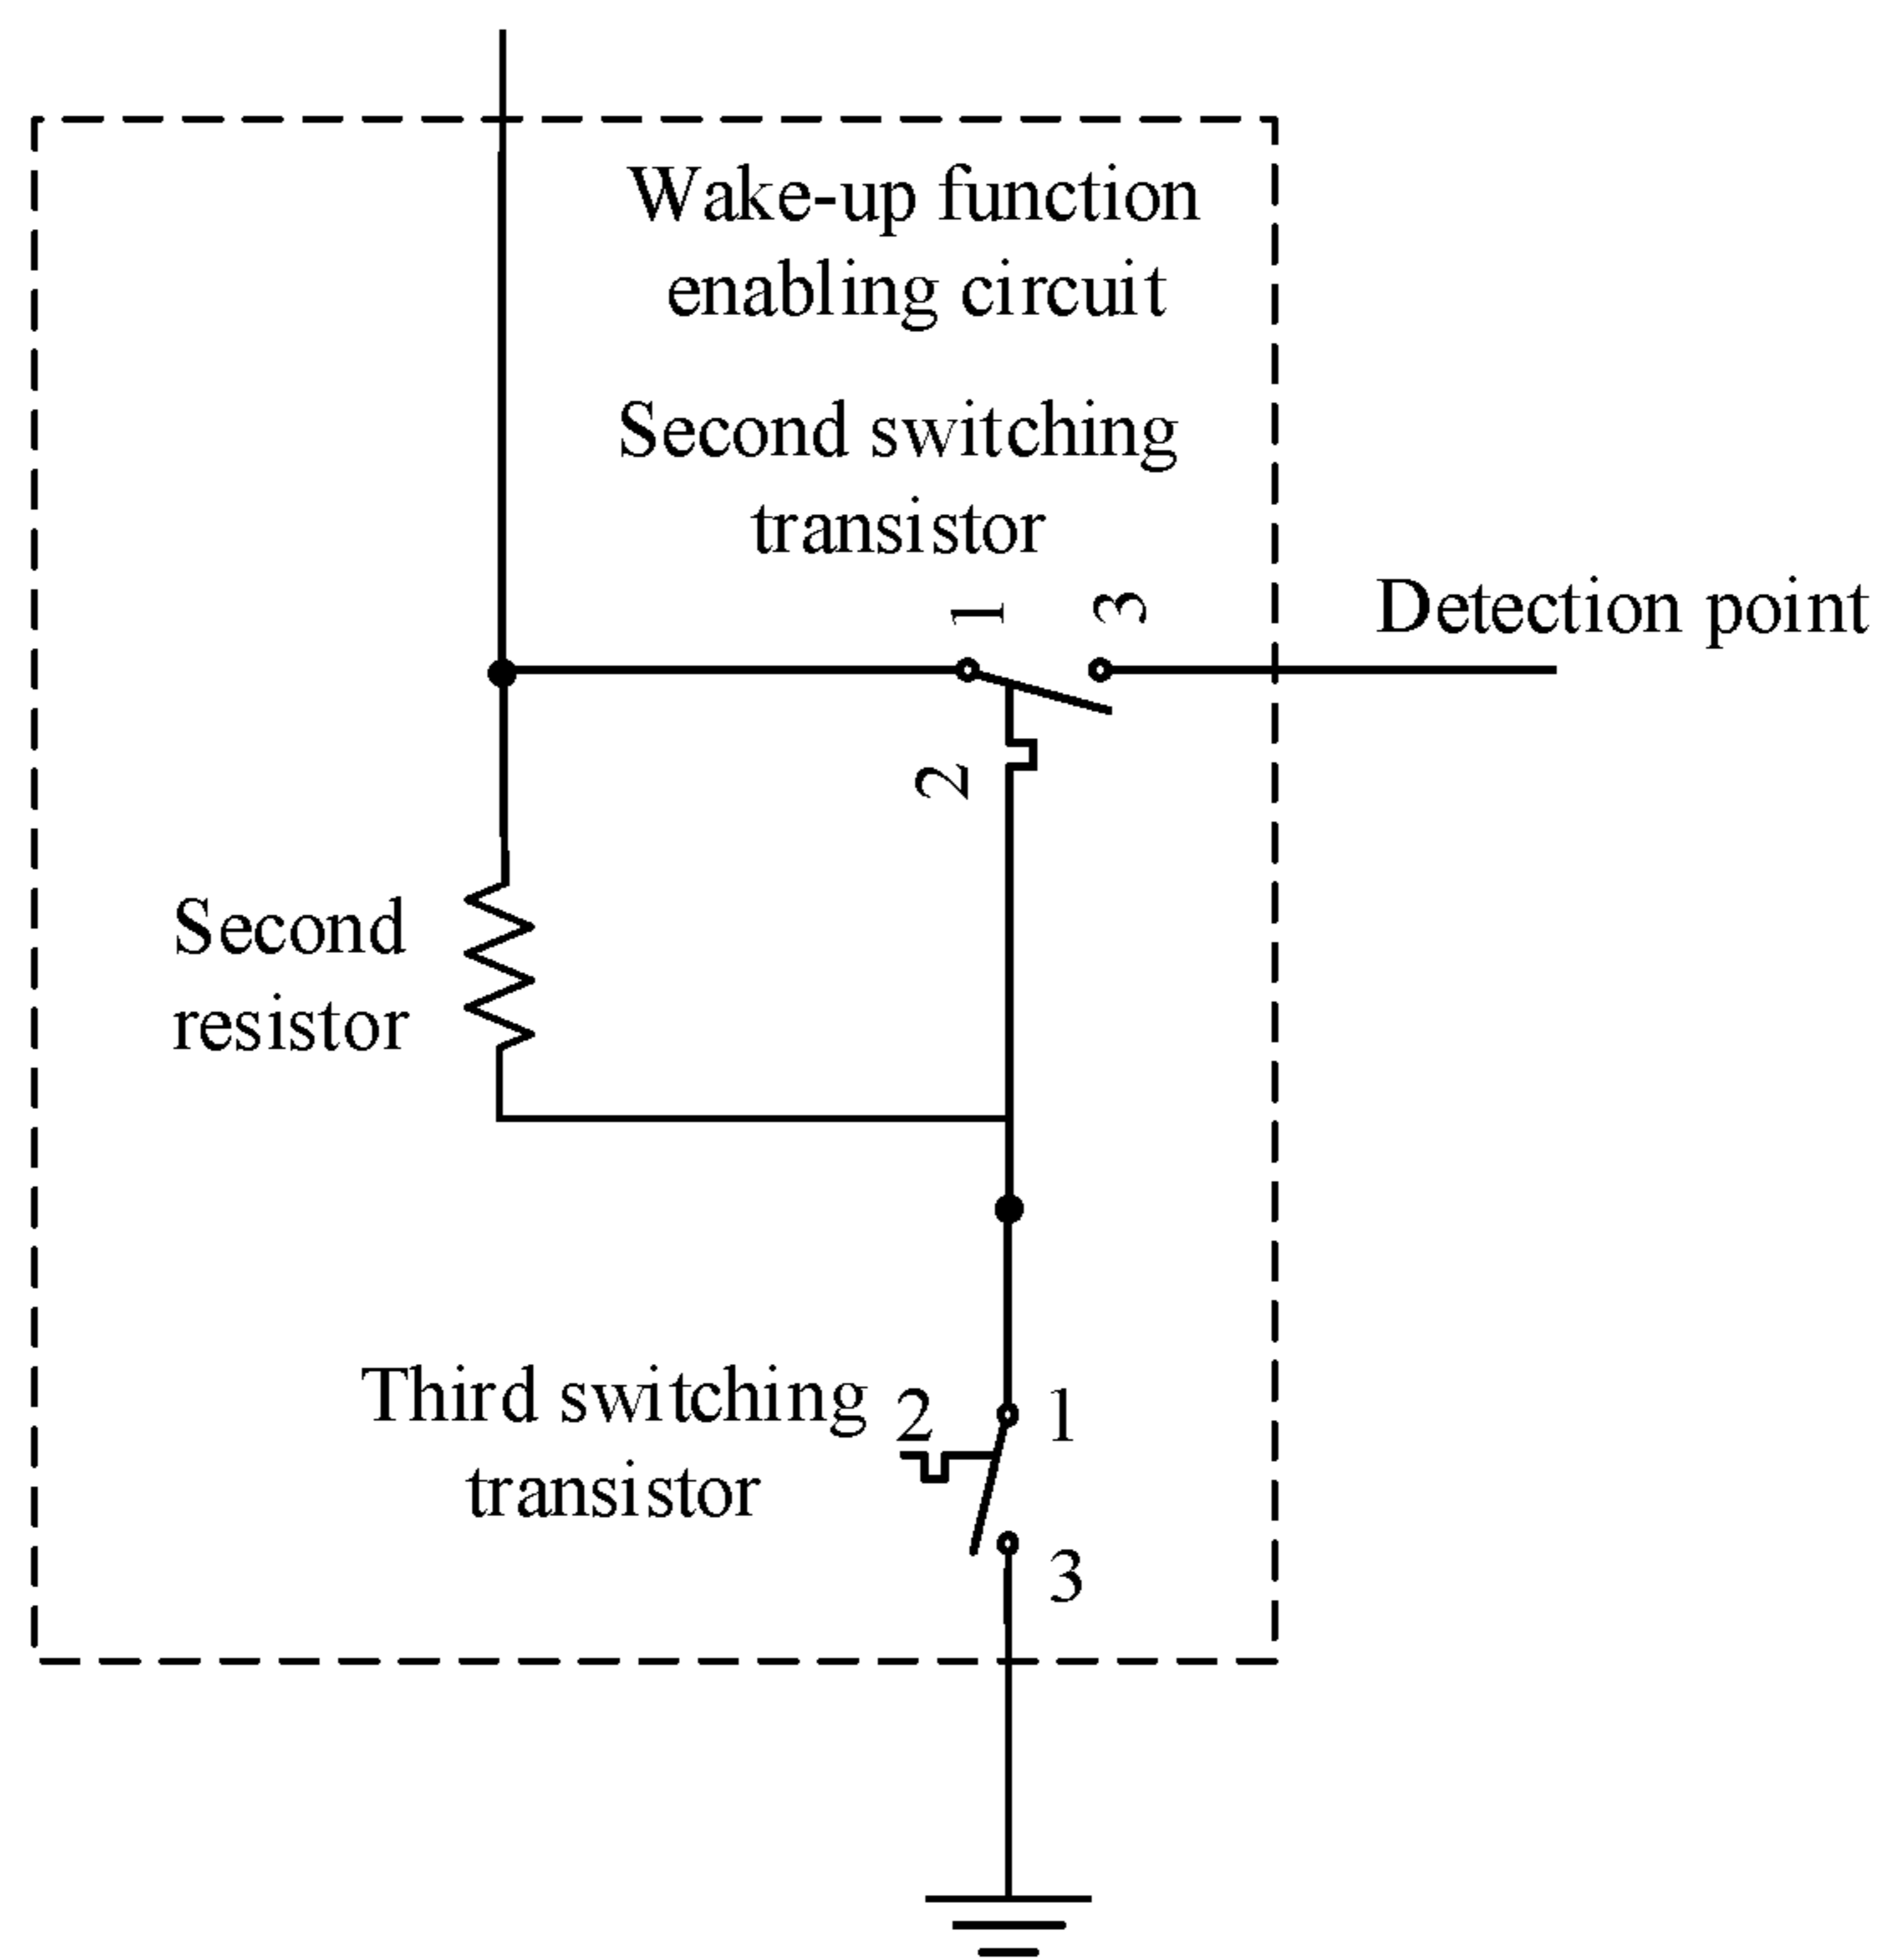 Wake-up function
enabling circuit
Second switching
transistor
1
3
Detection point
2
Second
resistor
Third switching
transistor
2
1
3